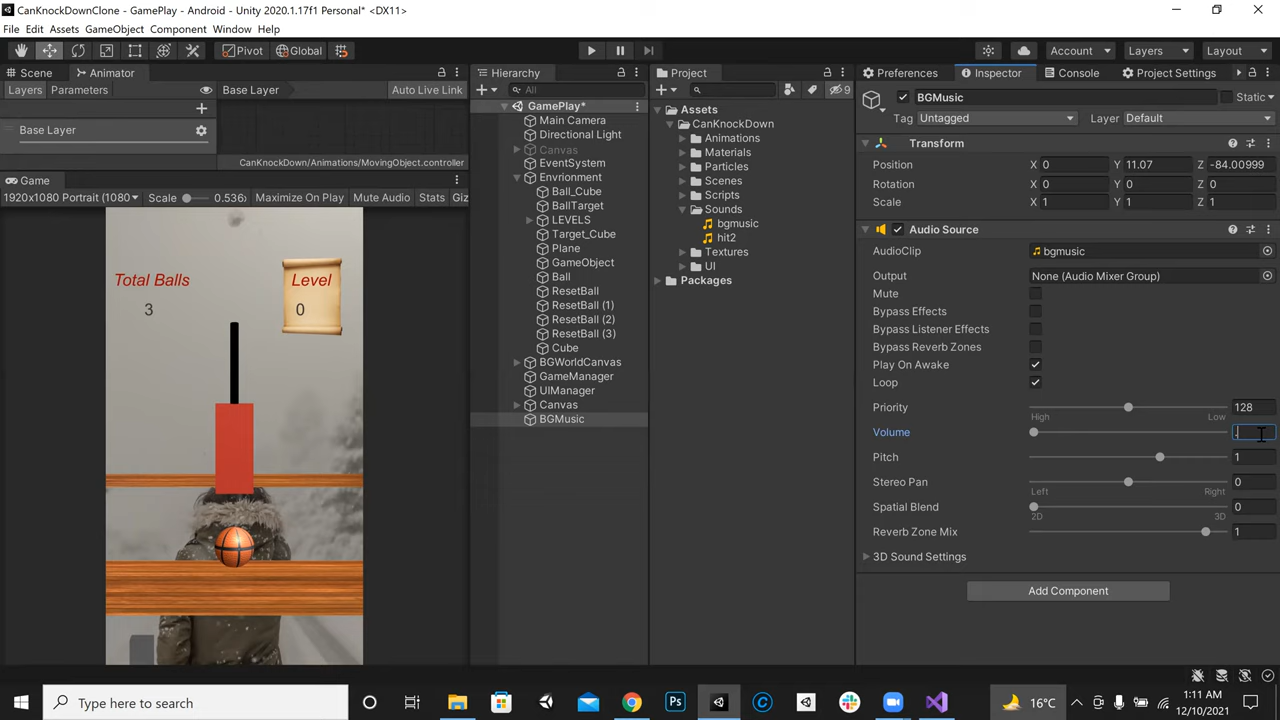 CanKnockDownClone - GamePlay - Android - Unity 2020.1.17f1 Personal* <DX11>
File Edit Assets GameObject Component Window Help
Pivot Global Account Layers Layout
Scene Animator
Layers Parameters Base Layer Auto Live Link
Base Layer
CanKnockDown/Animations/MovingObject.controller
Game
1920x1080 Portrait (1080 Scale 0.536 Maximize On Play Mute Audio Stats Giz
Total Balls
3
Level
0
Hierarchy
All
GamePlay*
Main Camera
Directional Light
Canvas
EventSystem
Envrionment
Ball_Cube
BallTarget
LEVELS
Target_Cube
Plane
GameObject
Ball
ResetBall
ResetBall (1)
ResetBall (2)
ResetBall (3)
Cube
BGWorldCanvas
GameManager
UIManager
Canvas
BGMusic
Project
9
Assets
CanKnockDown
Animations
Materials
Particles
Scenes
Scripts
Sounds
bgmusic
hit2
Textures
UI
Packages
Preferences Inspector Console Project Settings
BGMusic Static
Tag Untagged Layer Default
Transform
Position X 0 Y 11.07 Z -84.00999
Rotation X 0 Y 0 Z 0
Scale X 1 Y 1 Z 1
Audio Source
AudioClip bgmusic
Output None (Audio Mixer Group)
Mute
Bypass Effects
Bypass Listener Effects
Bypass Reverb Zones
Play On Awake
Loop
Priority 128
High Low
Volume .
Pitch 1
Stereo Pan 0
Left Right
Spatial Blend 0
2D 3D
Reverb Zone Mix 1
3D Sound Settings
Add Component
Type here to search
Ps
16°C
1:11 AM
12/10/2021